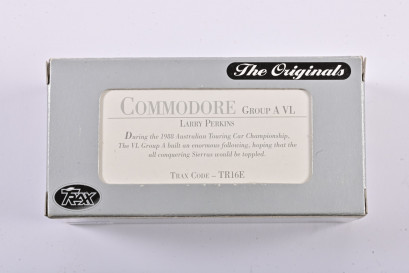 The Originals
COMMODORE GROUP A VL
LARRY PERKINS
During the 1988 Australian Touring Car Championship,
The VL Group A built an enormous following, hoping that the
all conquering Sierras would be toppled.
TRAX CODE – TR16E
TRAX